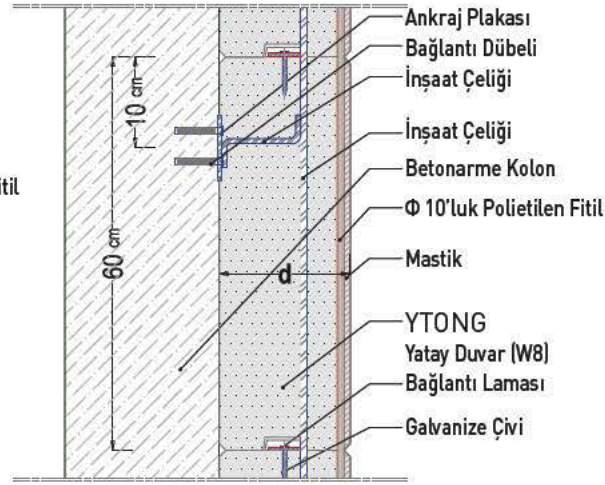 Ankraj Plakası
Bağlantı Dübeli
İnşaat Çeliği
İnşaat Çeliği
Betonarme Kolon
Φ 10'luk Polietilen Fitil
Mastik
YTONG
Yatay Duvar (W8)
Bağlantı Laması
Galvanize Çivi
10 cm
60 cm
d
itil